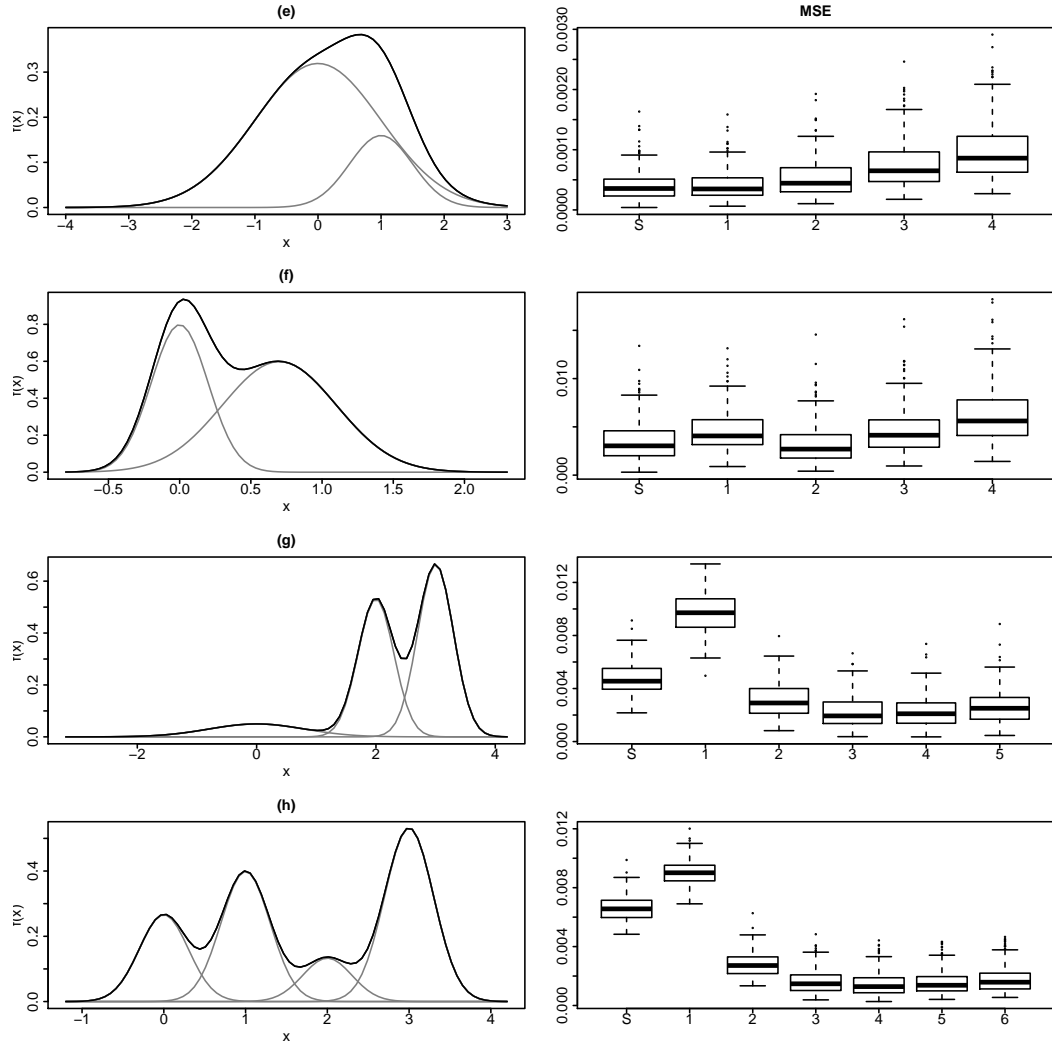 (e)
f(x)
0.0 0.1 0.2 0.3
−4 −3 −2 −1 0 1 2 3
x
MSE
0.0000 0.0010 0.0020 0.0030
S 1 2 3 4
(f)
f(x)
0.0 0.2 0.4 0.6 0.8
−0.5 0.0 0.5 1.0 1.5 2.0
x
0.000 0.010
S 1 2 3 4
(g)
f(x)
0.0 0.2 0.4 0.6
−2 0 2 4
x
0.000 0.004 0.008 0.012
S 1 2 3 4 5
(h)
f(x)
0.0 0.2 0.4
−1 0 1 2 3 4
x
0.000 0.004 0.008 0.012
S 1 2 3 4 5 6